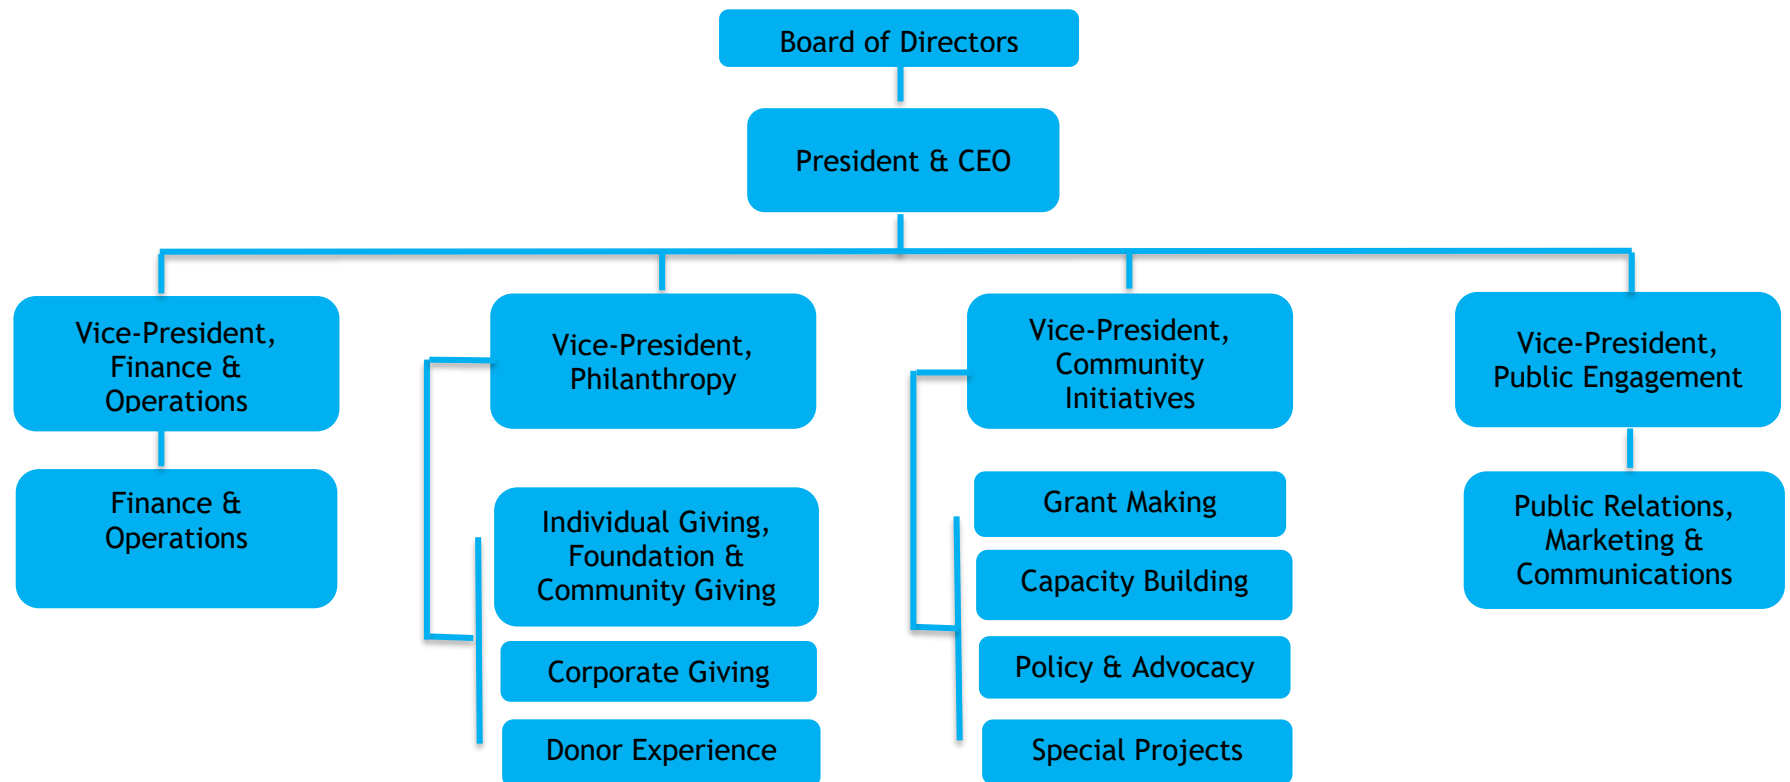 Board of Directors
President & CEO
Vice-President,
Finance &
Operations
Vice-President,
Philanthropy
Vice-President,
Community
Initiatives
Vice-President,
Public Engagement
Finance &
Operations
Individual Giving,
Foundation &
Community Giving
Corporate Giving
Donor Experience
Grant Making
Capacity Building
Policy & Advocacy
Special Projects
Public Relations,
Marketing &
Communications